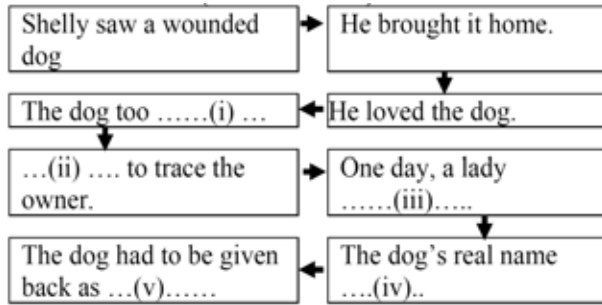 Shelly saw a wounded
dog
He brought it home.
He loved the dog.
The dog too ......(i) ...
...(ii) .... to trace the
owner.
One day, a lady
......(iii).....
The dog's real name
....(iv)..
The dog had to be given
back as ...(v)......